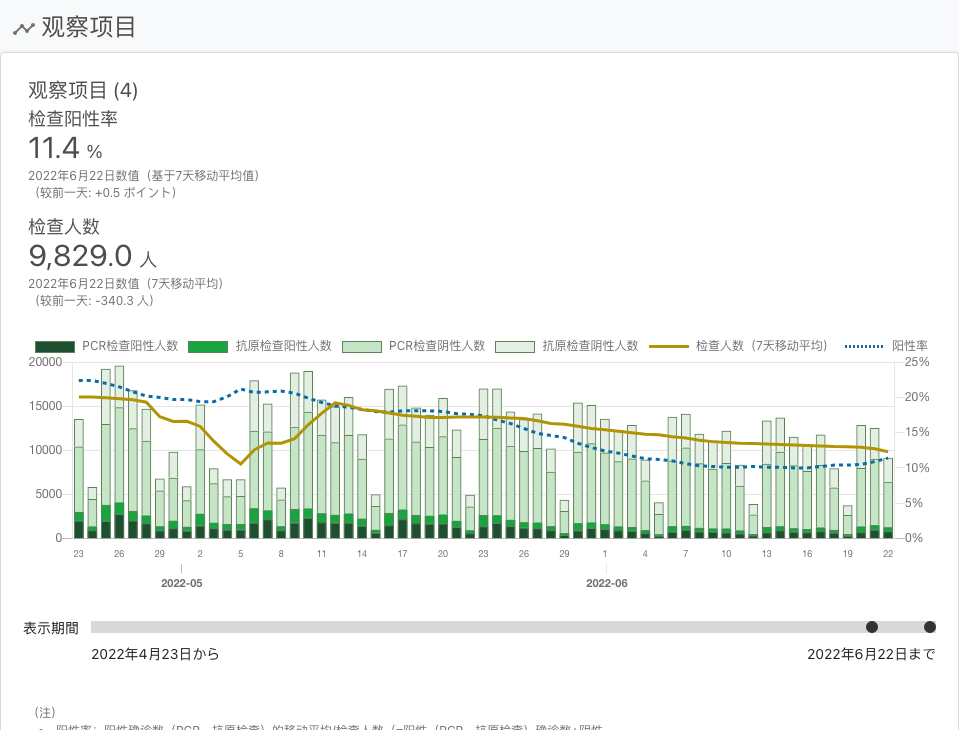 观察项目
观察项目 (4)
检查阳性率
11.4 %
2022年6月22日数值（基于7天移动平均值）
（较前一天: +0.5 ポイント）
检查人数
9,829.0 人
2022年6月22日数值（7天移动平均）
（较前一天: -340.3 人）
PCR检查阳性人数 抗原检查阳性人数 PCR检查阴性人数 抗原检查阴性人数 检查人数（7天移动平均） 阳性率
20000 25%
20%
15000
15%
10000
10%
5000
5%
0 0%
23 26 29 2 5 8 11 14 17 20 23 26 29 1 4 7 10 13 16 19 22
2022-05 2022-06
表示期間
2022年4月23日から 2022年6月22日まで
（注）